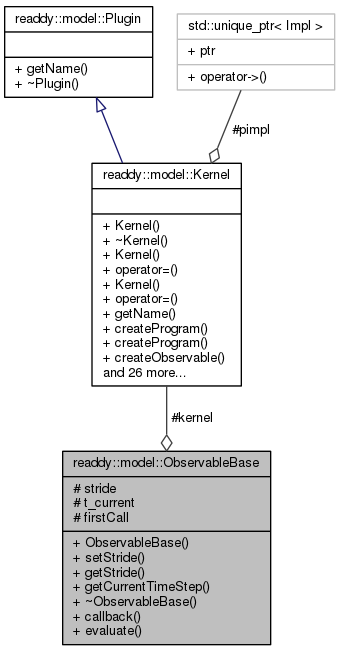 readdy::model::Plugin
+ getName()
+ ~Plugin()
std::unique_ptr< Impl >
+ ptr
+ operator->()
#pimpl
readdy::model::Kernel
+ Kernel()
+ ~Kernel()
+ Kernel()
+ operator=()
+ Kernel()
+ operator=()
+ getName()
+ createProgram()
+ createProgram()
+ createObservable()
and 26 more...
#kernel
readdy::model::ObservableBase
# stride
# t_current
# firstCall
+ ObservableBase()
+ setStride()
+ getStride()
+ getCurrentTimeStep()
+ ~ObservableBase()
+ callback()
+ evaluate()